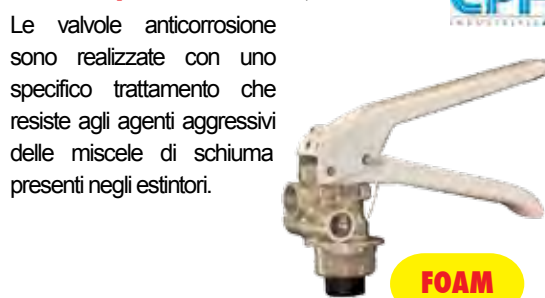 Le valvole anticorrosione
sono realizzate con uno
specifico trattamento che
resiste agli agenti aggressivi
delle miscele di schiuma
presenti negli estintori.
FOAM